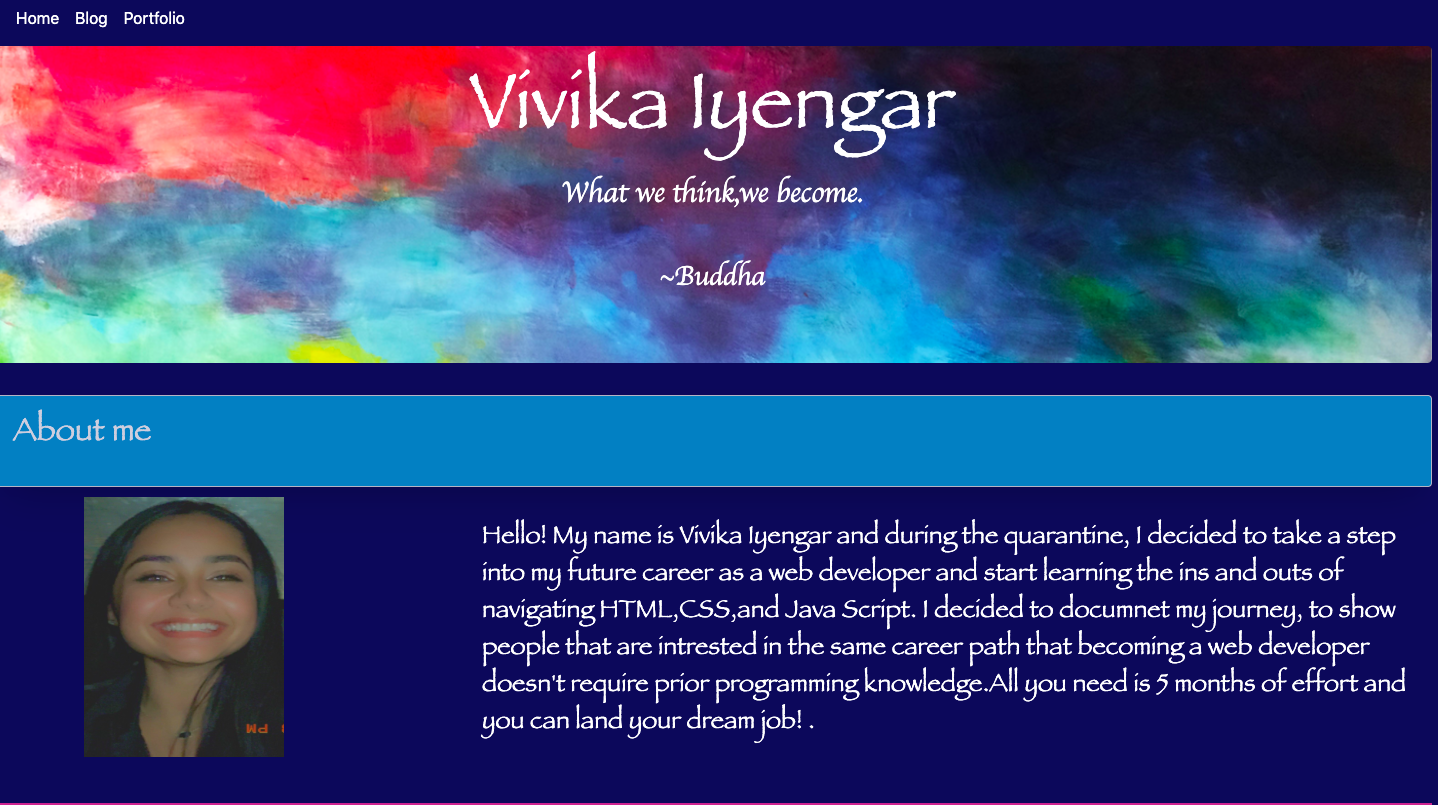 Home Blog Portfolio
Vivika Iyengar
What we think,we become.
~Buddha
About me
Hello! My name is Vivika Iyengar and during the quarantine, I decided to take a step
into my future career as a web developer and start learning the ins and outs of
navigating HTML,CSS,and Java Script. I decided to documnet my journey, to show
people that are intrested in the same career path that becoming a web developer
doesn't require prior programming knowledge.All you need is 5 months of effort and
you can land your dream job! .
PM